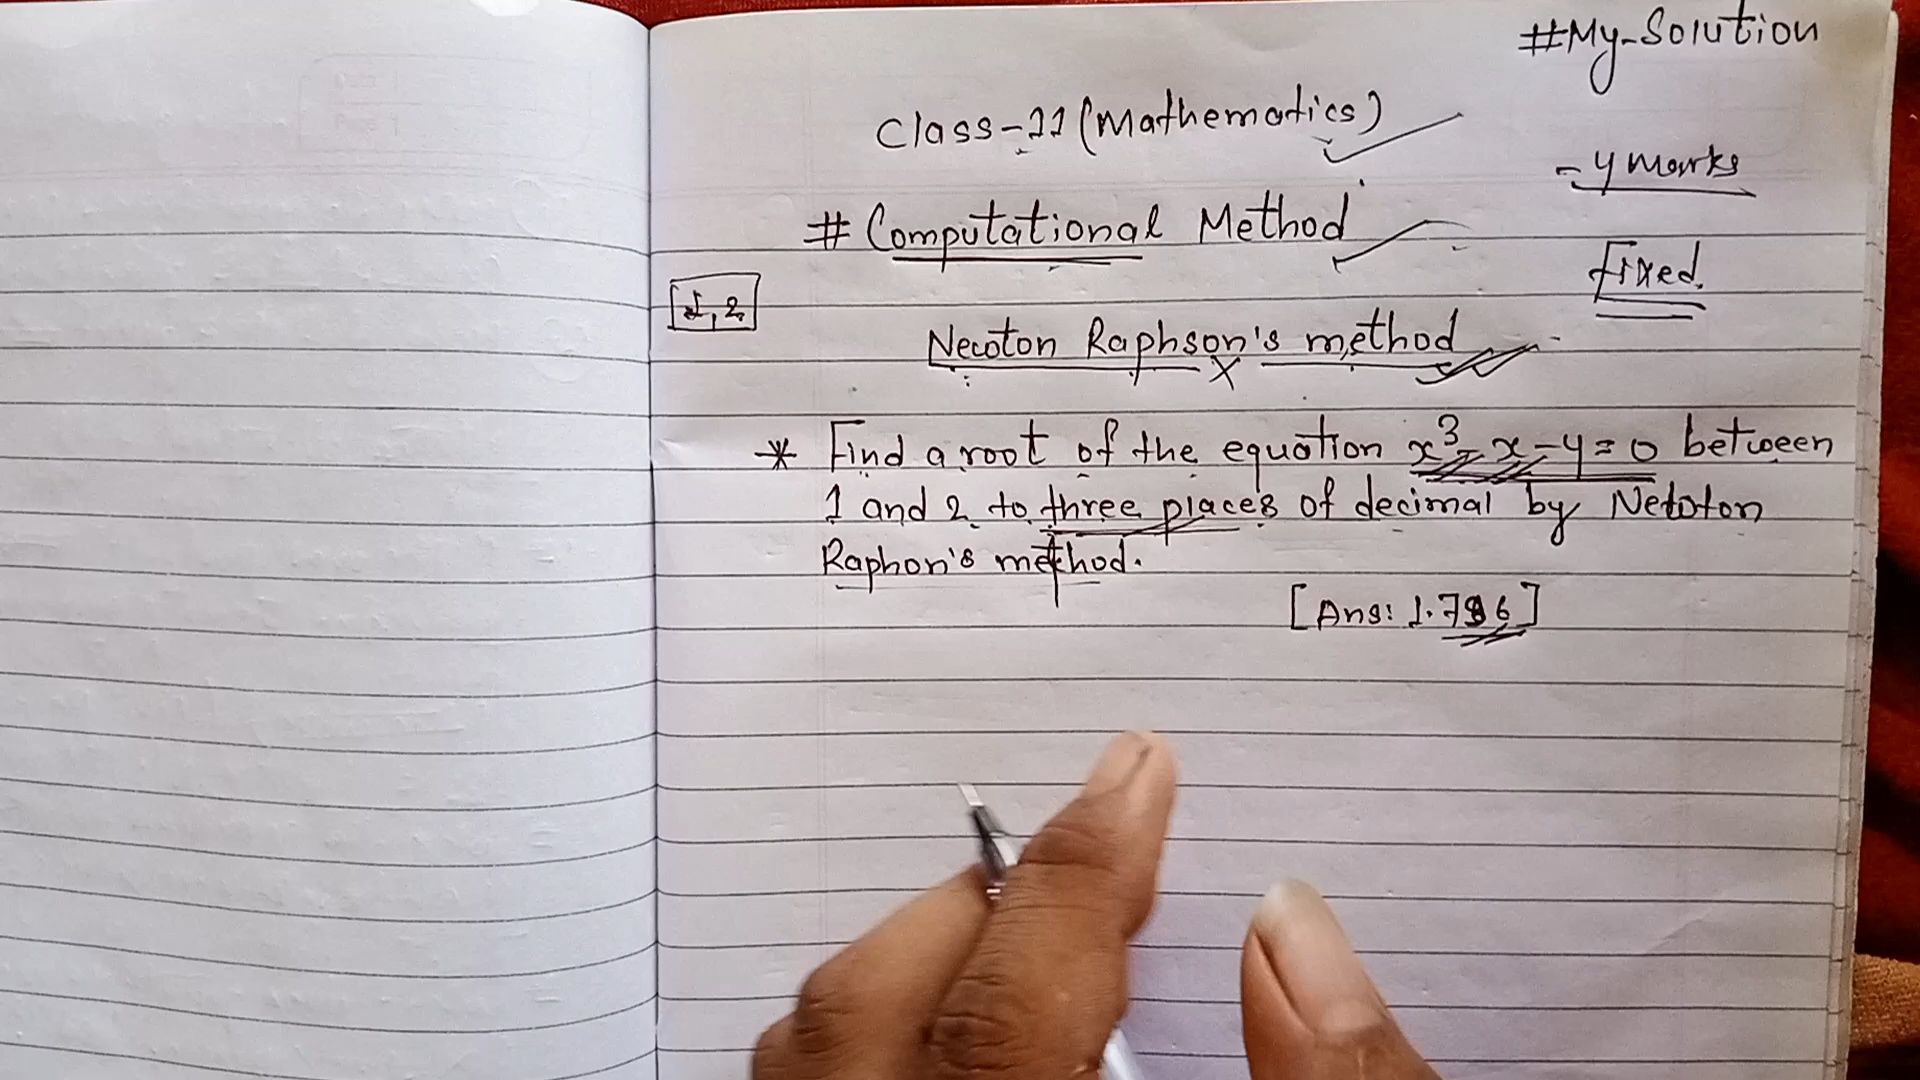 #My-Solution
Class-11 (Mathematics)
- 4 marks
# Computational Method
fixed.
[1, 2]
Newton Raphson's method
* Find a root of the equation x³-x-4=0 between
1 and 2 to three places of decimal by Newton
Raphon's method.
[Ans: 1.796]